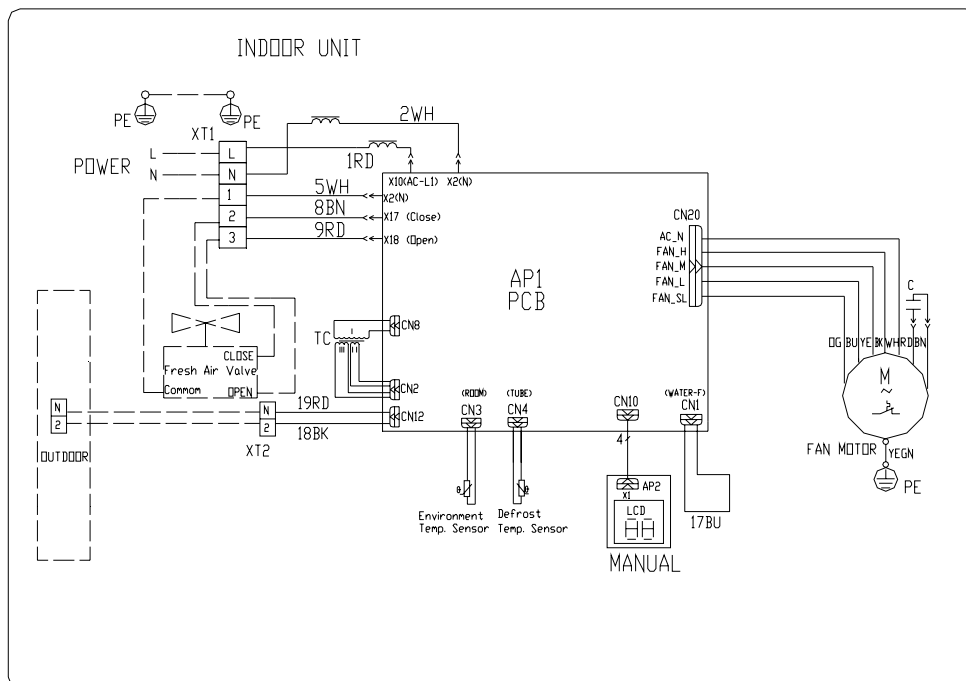 INDOOR UNIT
PE
PE
XT1
2WH
POWER
L
L
N
N
1RD
X10(AC-L1)
X2(N)
1
5WH
X2(N)
2
8BN
X17 (Close)
3
9RD
X18 (Open)
CN20
AC_N
FAN_H
FAN_M
FAN_L
FAN_SL
AP1
PCB
C
TC
I
III
II
CN8
CN2
CLOSE
Fresh Air Valve
Commom
OPEN
OG BU YE BK WH RD BN
M
~
FAN MOTOR
YEGN
PE
N
2
OUTDOOR
N
2
XT2
19RD
18BK
CN12
(ROOM)
CN3
(TUBE)
CN4
CN10
(WATER-F)
CN1
4
θ
θ
Environment
Temp. Sensor
Defrost
Temp. Sensor
X1
AP2
LCD
88
MANUAL
17BU